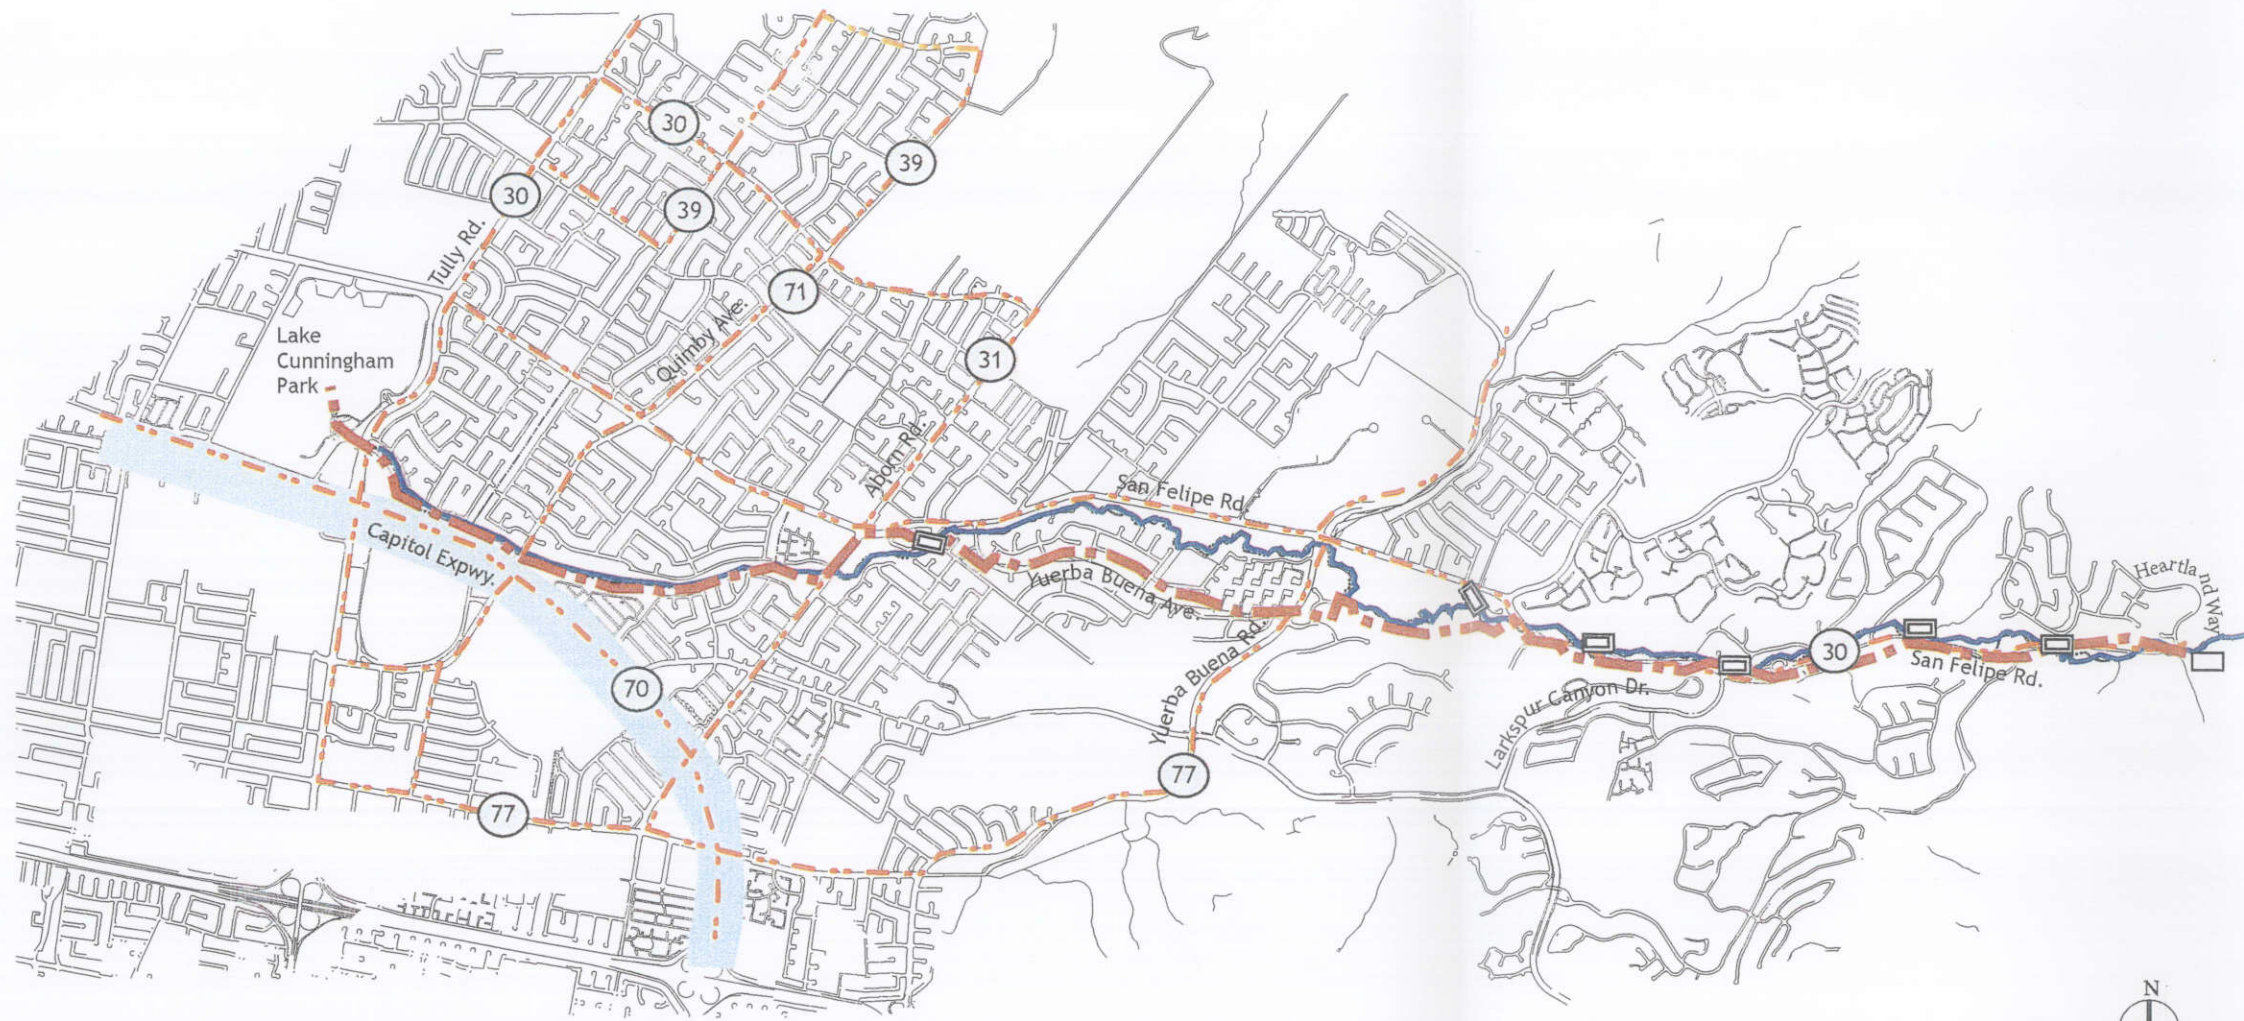 30
39
30
39
Tully Rd.
71
Lake
Cunningham
Park
Quimby Ave.
31
Aborn Rd.
San Felipe Rd.
Capitol Expwy.
Yuerba Buena Ave.
Heartland Way
Yuerba Buena Rd.
30
San Felipe Rd.
70
Larkspur Canyon Dr.
77
77
N